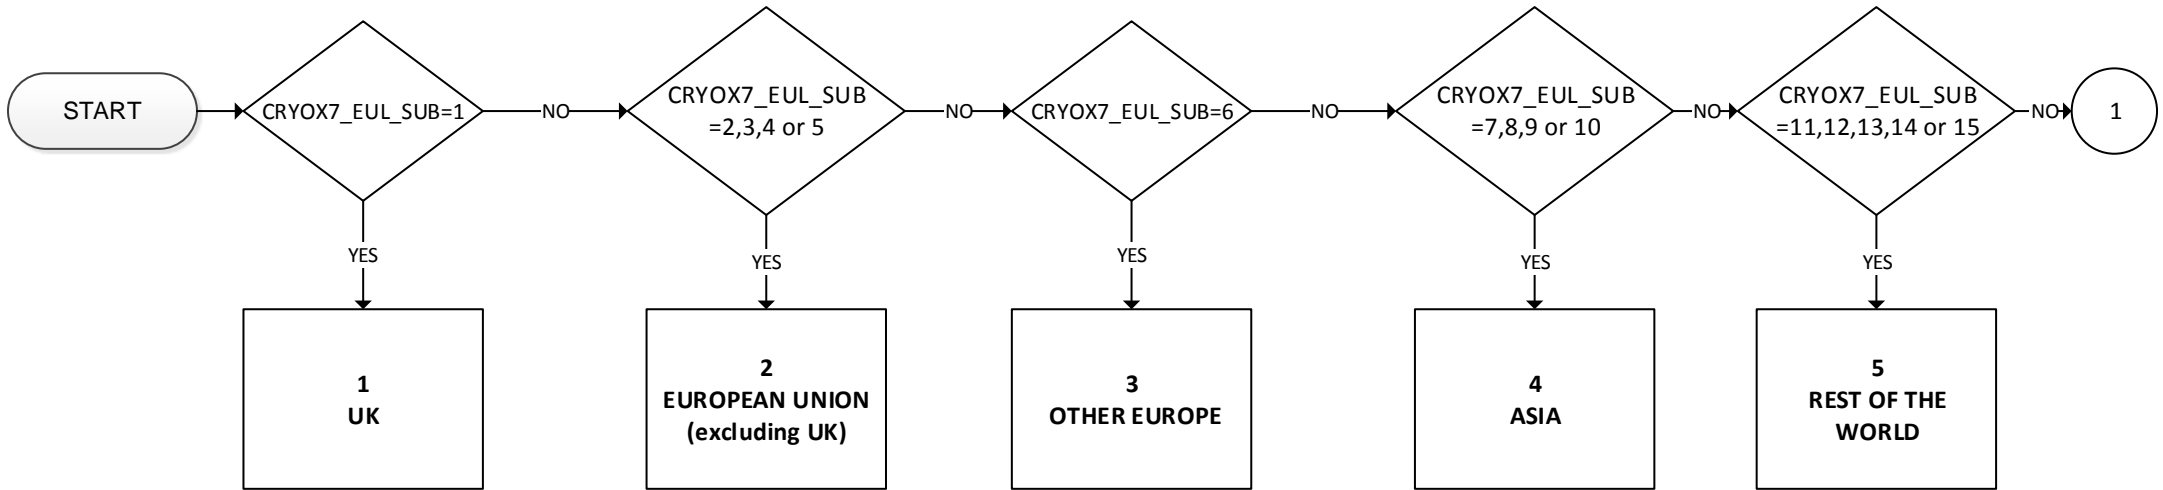 START
CRYOX7_EUL_SUB=1
NO
CRYOX7_EUL_SUB
=2,3,4 or 5
NO
CRYOX7_EUL_SUB=6
NO
CRYOX7_EUL_SUB
=7,8,9 or 10
NO
CRYOX7_EUL_SUB
=11,12,13,14 or 15
NO
1
YES
YES
YES
YES
YES
1
UK
2
EUROPEAN UNION
(excluding UK)
3
OTHER EUROPE
4
ASIA
5
REST OF THE
WORLD